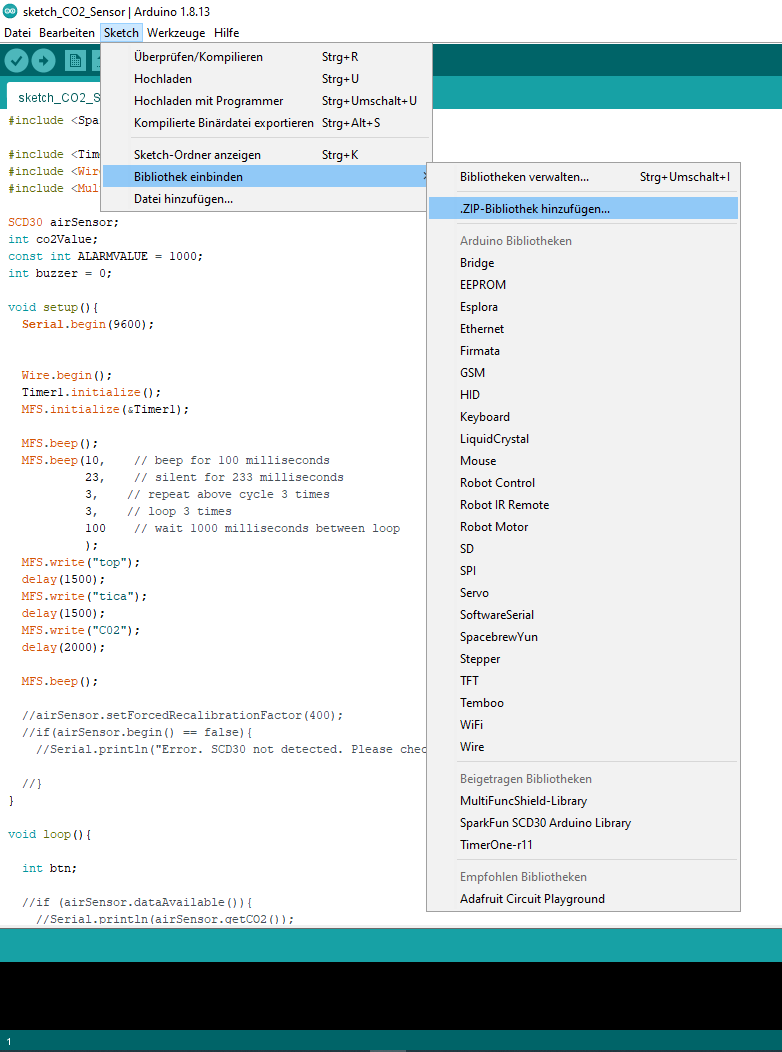 sketch_CO2_Sensor | Arduino 1.8.13
Datei Bearbeiten Sketch Werkzeuge Hilfe
Überprüfen/Kompilieren Strg+R
Hochladen Strg+U
Hochladen mit Programmer Strg+Umschalt+U
Kompilierte Binärdatei exportieren Strg+Alt+S
Sketch-Ordner anzeigen Strg+K
Bibliothek einbinden
Datei hinzufügen...
Bibliotheken verwalten... Strg+Umschalt+I
.ZIP-Bibliothek hinzufügen...
Arduino Bibliotheken
Bridge
EEPROM
Esplora
Ethernet
Firmata
GSM
HID
Keyboard
LiquidCrystal
Mouse
Robot Control
Robot IR Remote
Robot Motor
SD
SPI
Servo
SoftwareSerial
SpacebrewYun
Stepper
TFT
Temboo
WiFi
Wire
Beigetragen Bibliotheken
MultiFuncShield-Library
SparkFun SCD30 Arduino Library
TimerOne-r11
Empfohlen Bibliotheken
Adafruit Circuit Playground
sketch_CO2_S
#include <Spa
#include <Tim
#include <Wir
#include <Mul
SCD30 airSensor;
int co2Value;
const int ALARMVALUE = 1000;
int buzzer = 0;
void setup(){
Serial.begin(9600);
Wire.begin();
Timer1.initialize();
MFS.initialize(&Timer1);
MFS.beep();
MFS.beep(10, // beep for 100 milliseconds
23, // silent for 233 milliseconds
3, // repeat above cycle 3 times
3, // loop 3 times
100 // wait 1000 milliseconds between loop
);
MFS.write("top");
delay(1500);
MFS.write("tica");
delay(1500);
MFS.write("CO2");
delay(2000);
MFS.beep();
//airSensor.setForcedRecalibrationFactor(400);
//if(airSensor.begin() == false){
//Serial.println("Error. SCD30 not detected. Please chec
//}
}
void loop(){
int btn;
//if (airSensor.dataAvailable()){
//Serial.println(airSensor.getCO2());
1